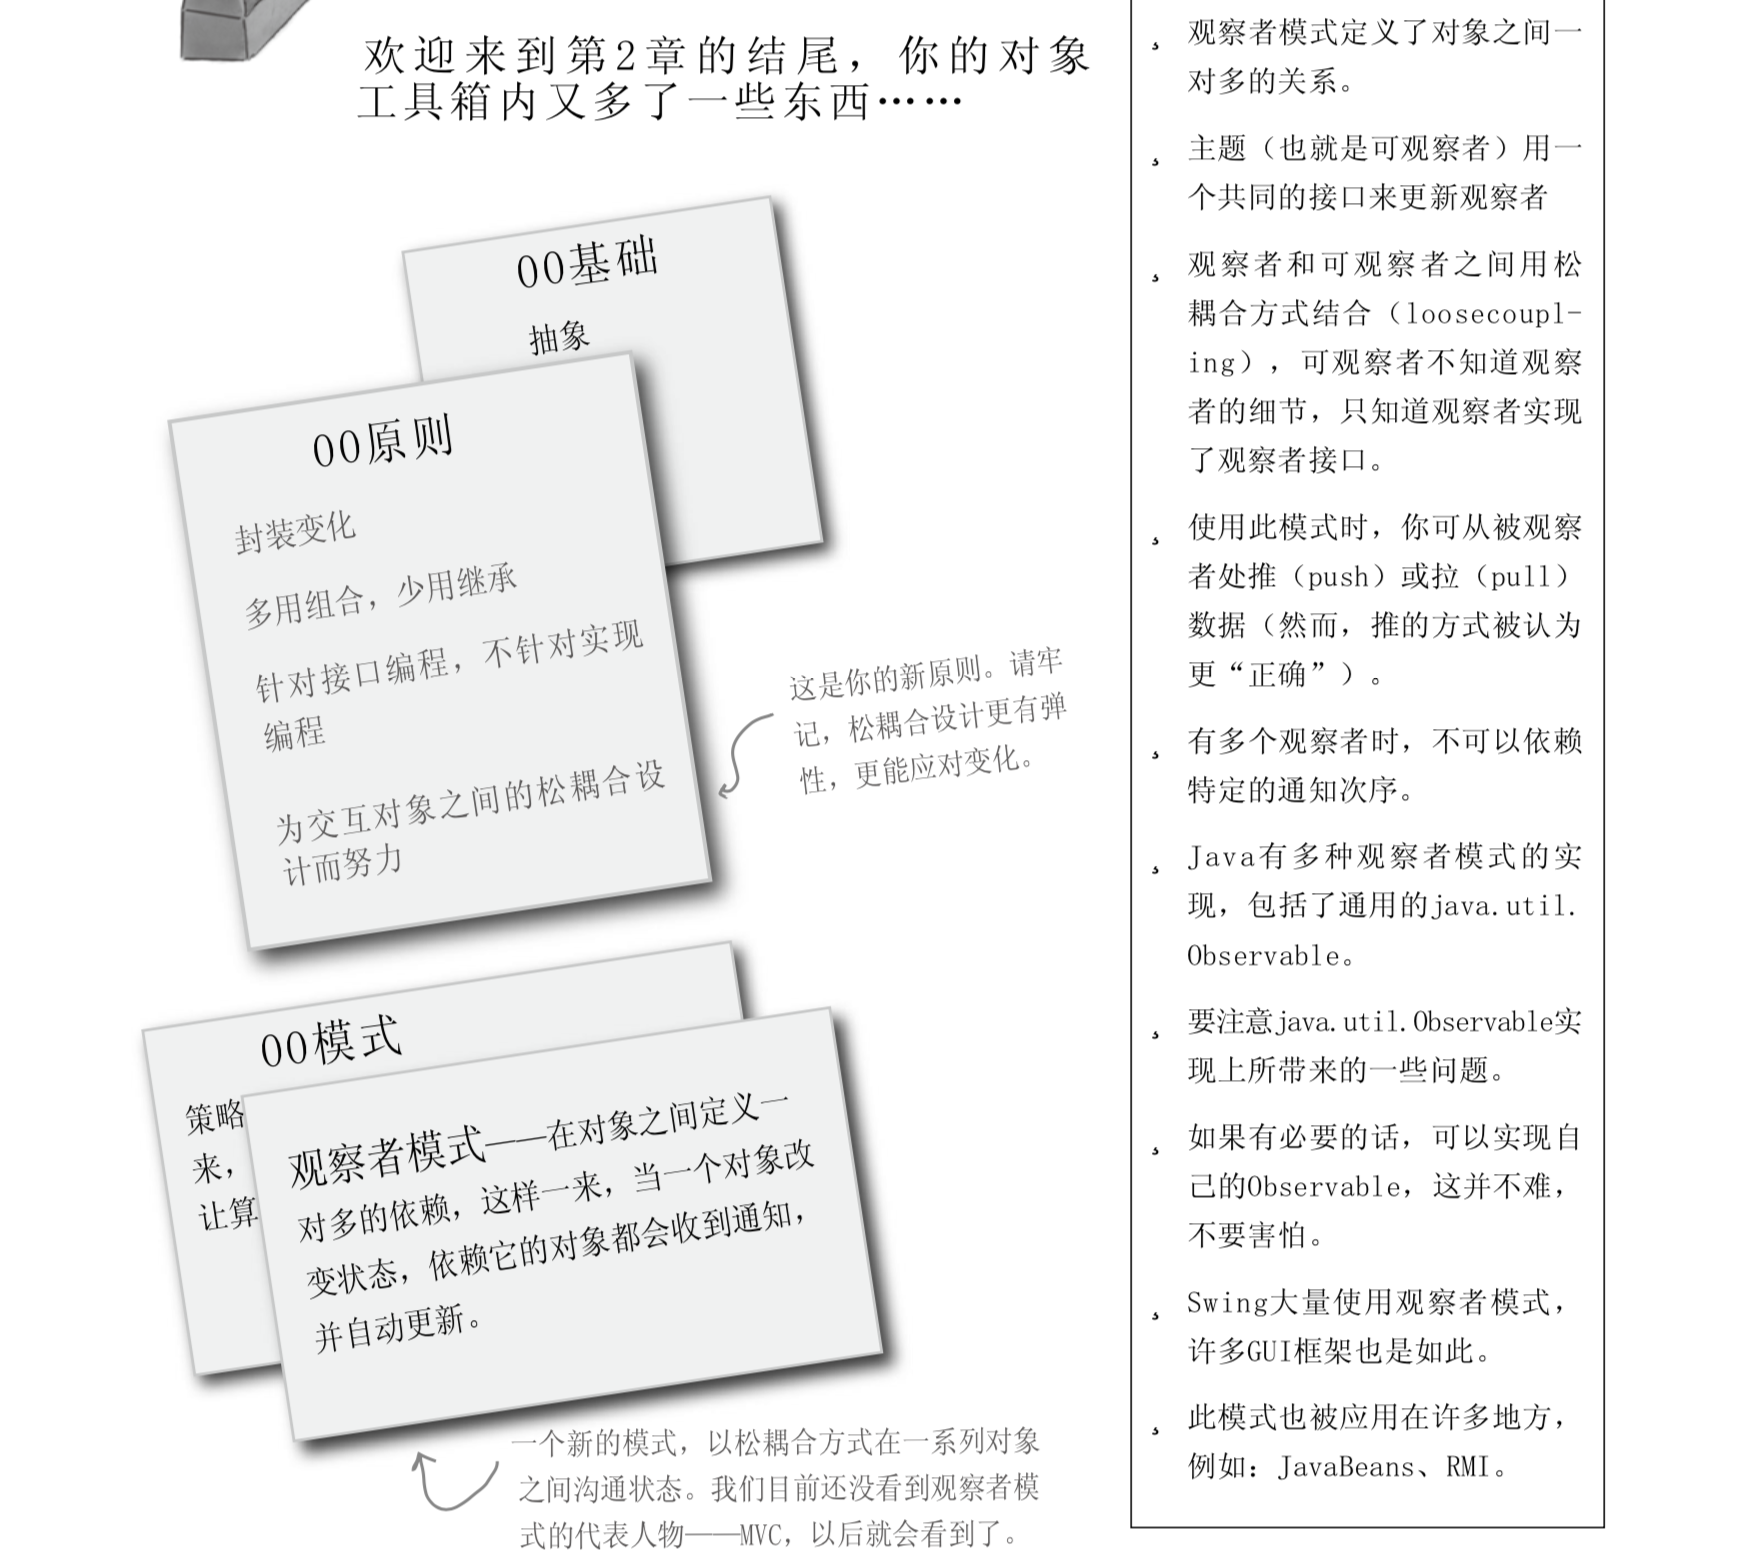 欢迎来到第2章的结尾，你的对象
工具箱内又多了一些东西……
OO基础
抽象
OO原则
封装变化
多用组合，少用继承
针对接口编程，不针对实现
编程
为交互对象之间的松耦合设
计而努力
这是你的新原则。请牢
记，松耦合设计更有弹
性，更能应对变化。
OO模式
策略
来，
让算
观察者模式——在对象之间定义一
对多的依赖，这样一来，当一个对象改
变状态，依赖它的对象都会收到通知，
并自动更新。
一个新的模式，以松耦合方式在一系列对象
之间沟通状态。我们目前还没看到观察者模
式的代表人物——MVC，以后就会看到了。
观察者模式定义了对象之间一
对多的关系。
主题（也就是可观察者）用一
个共同的接口来更新观察者
观察者和可观察者之间用松
耦合方式结合（loosecoupl-
ing），可观察者不知道观察
者的细节，只知道观察者实现
了观察者接口。
使用此模式时，你可从被观察
者处推（push）或拉（pull）
数据（然而，推的方式被认为
更“正确”）。
有多个观察者时，不可以依赖
特定的通知次序。
Java有多种观察者模式的实
现，包括了通用的java.util.
Observable。
要注意java.util.Observable实
现上所带来的一些问题。
如果有必要的话，可以实现自
己的Observable，这并不难，
不要害怕。
Swing大量使用观察者模式，
许多GUI框架也是如此。
此模式也被应用在许多地方，
例如：JavaBeans、RMI。